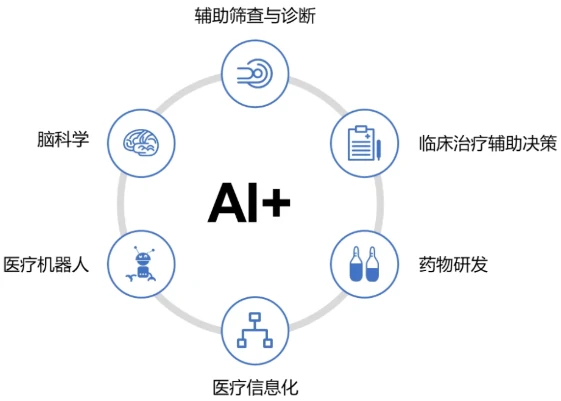 辅助筛查与诊断
脑科学
临床治疗辅助决策
AI+
医疗机器人
药物研发
医疗信息化